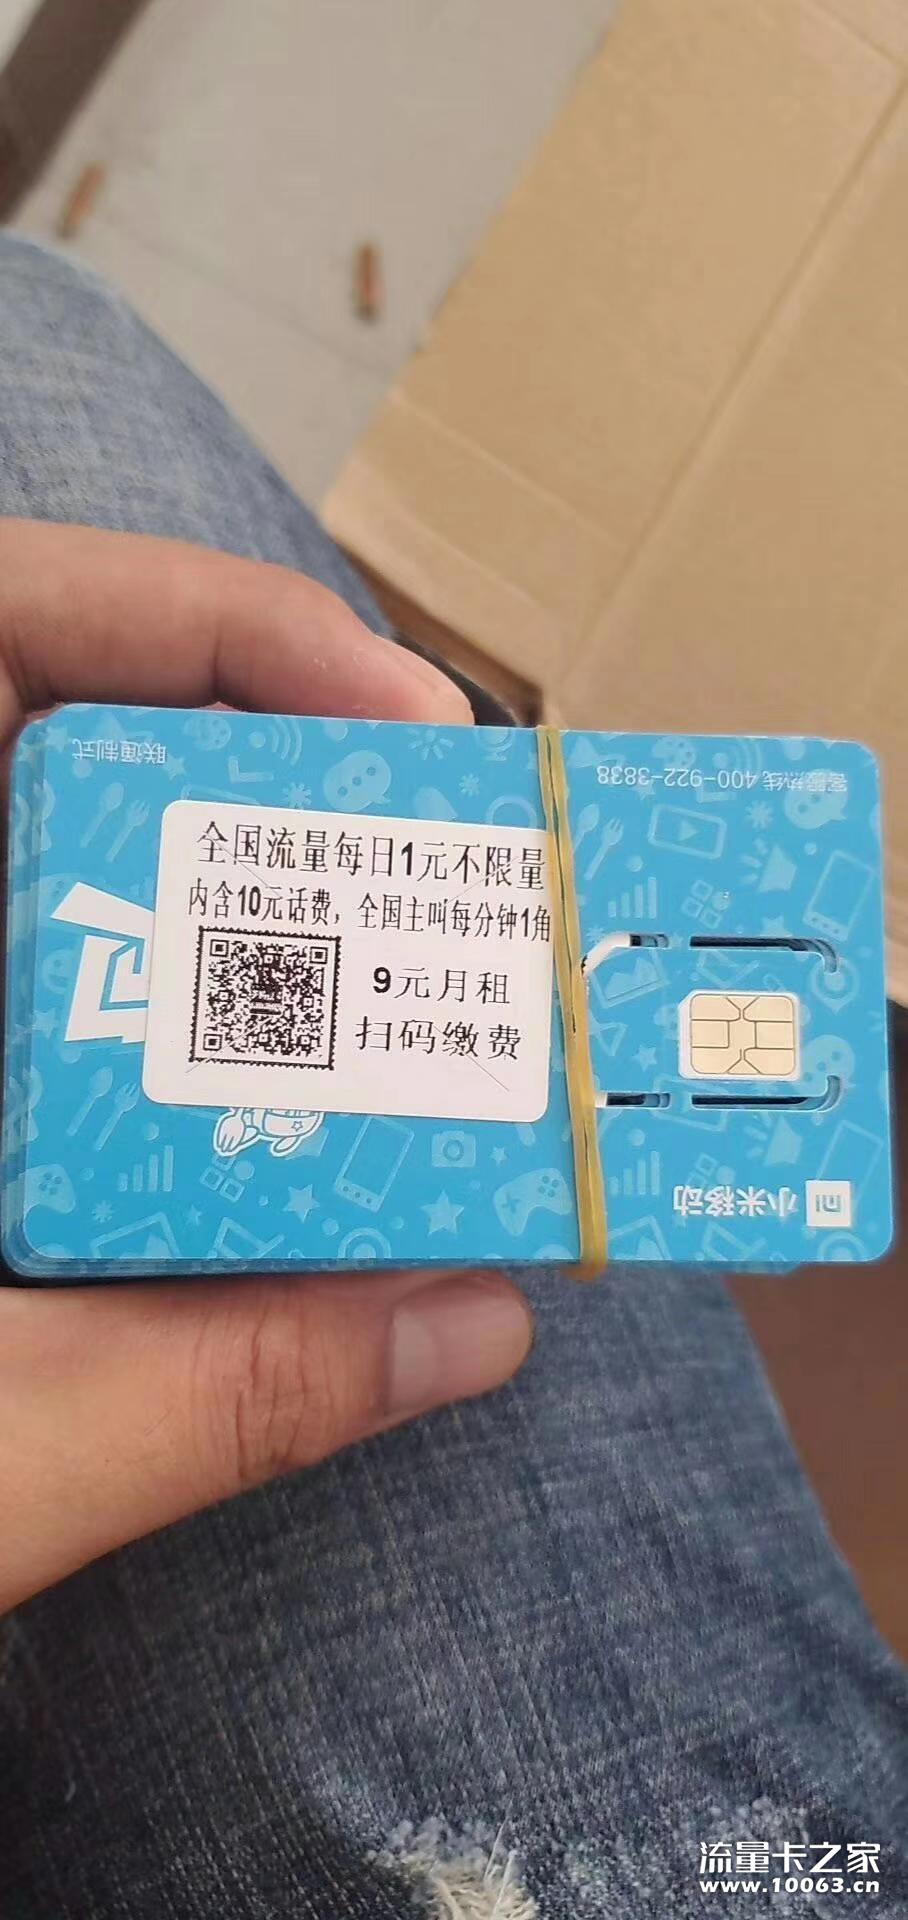 全国流量每日1元不限量
内含10元话费，全国主叫每分钟1角
9元月租
扫码缴费
联通制式
客服热线 400-922-3838
小米移动
流量卡之家
www.10063.cn